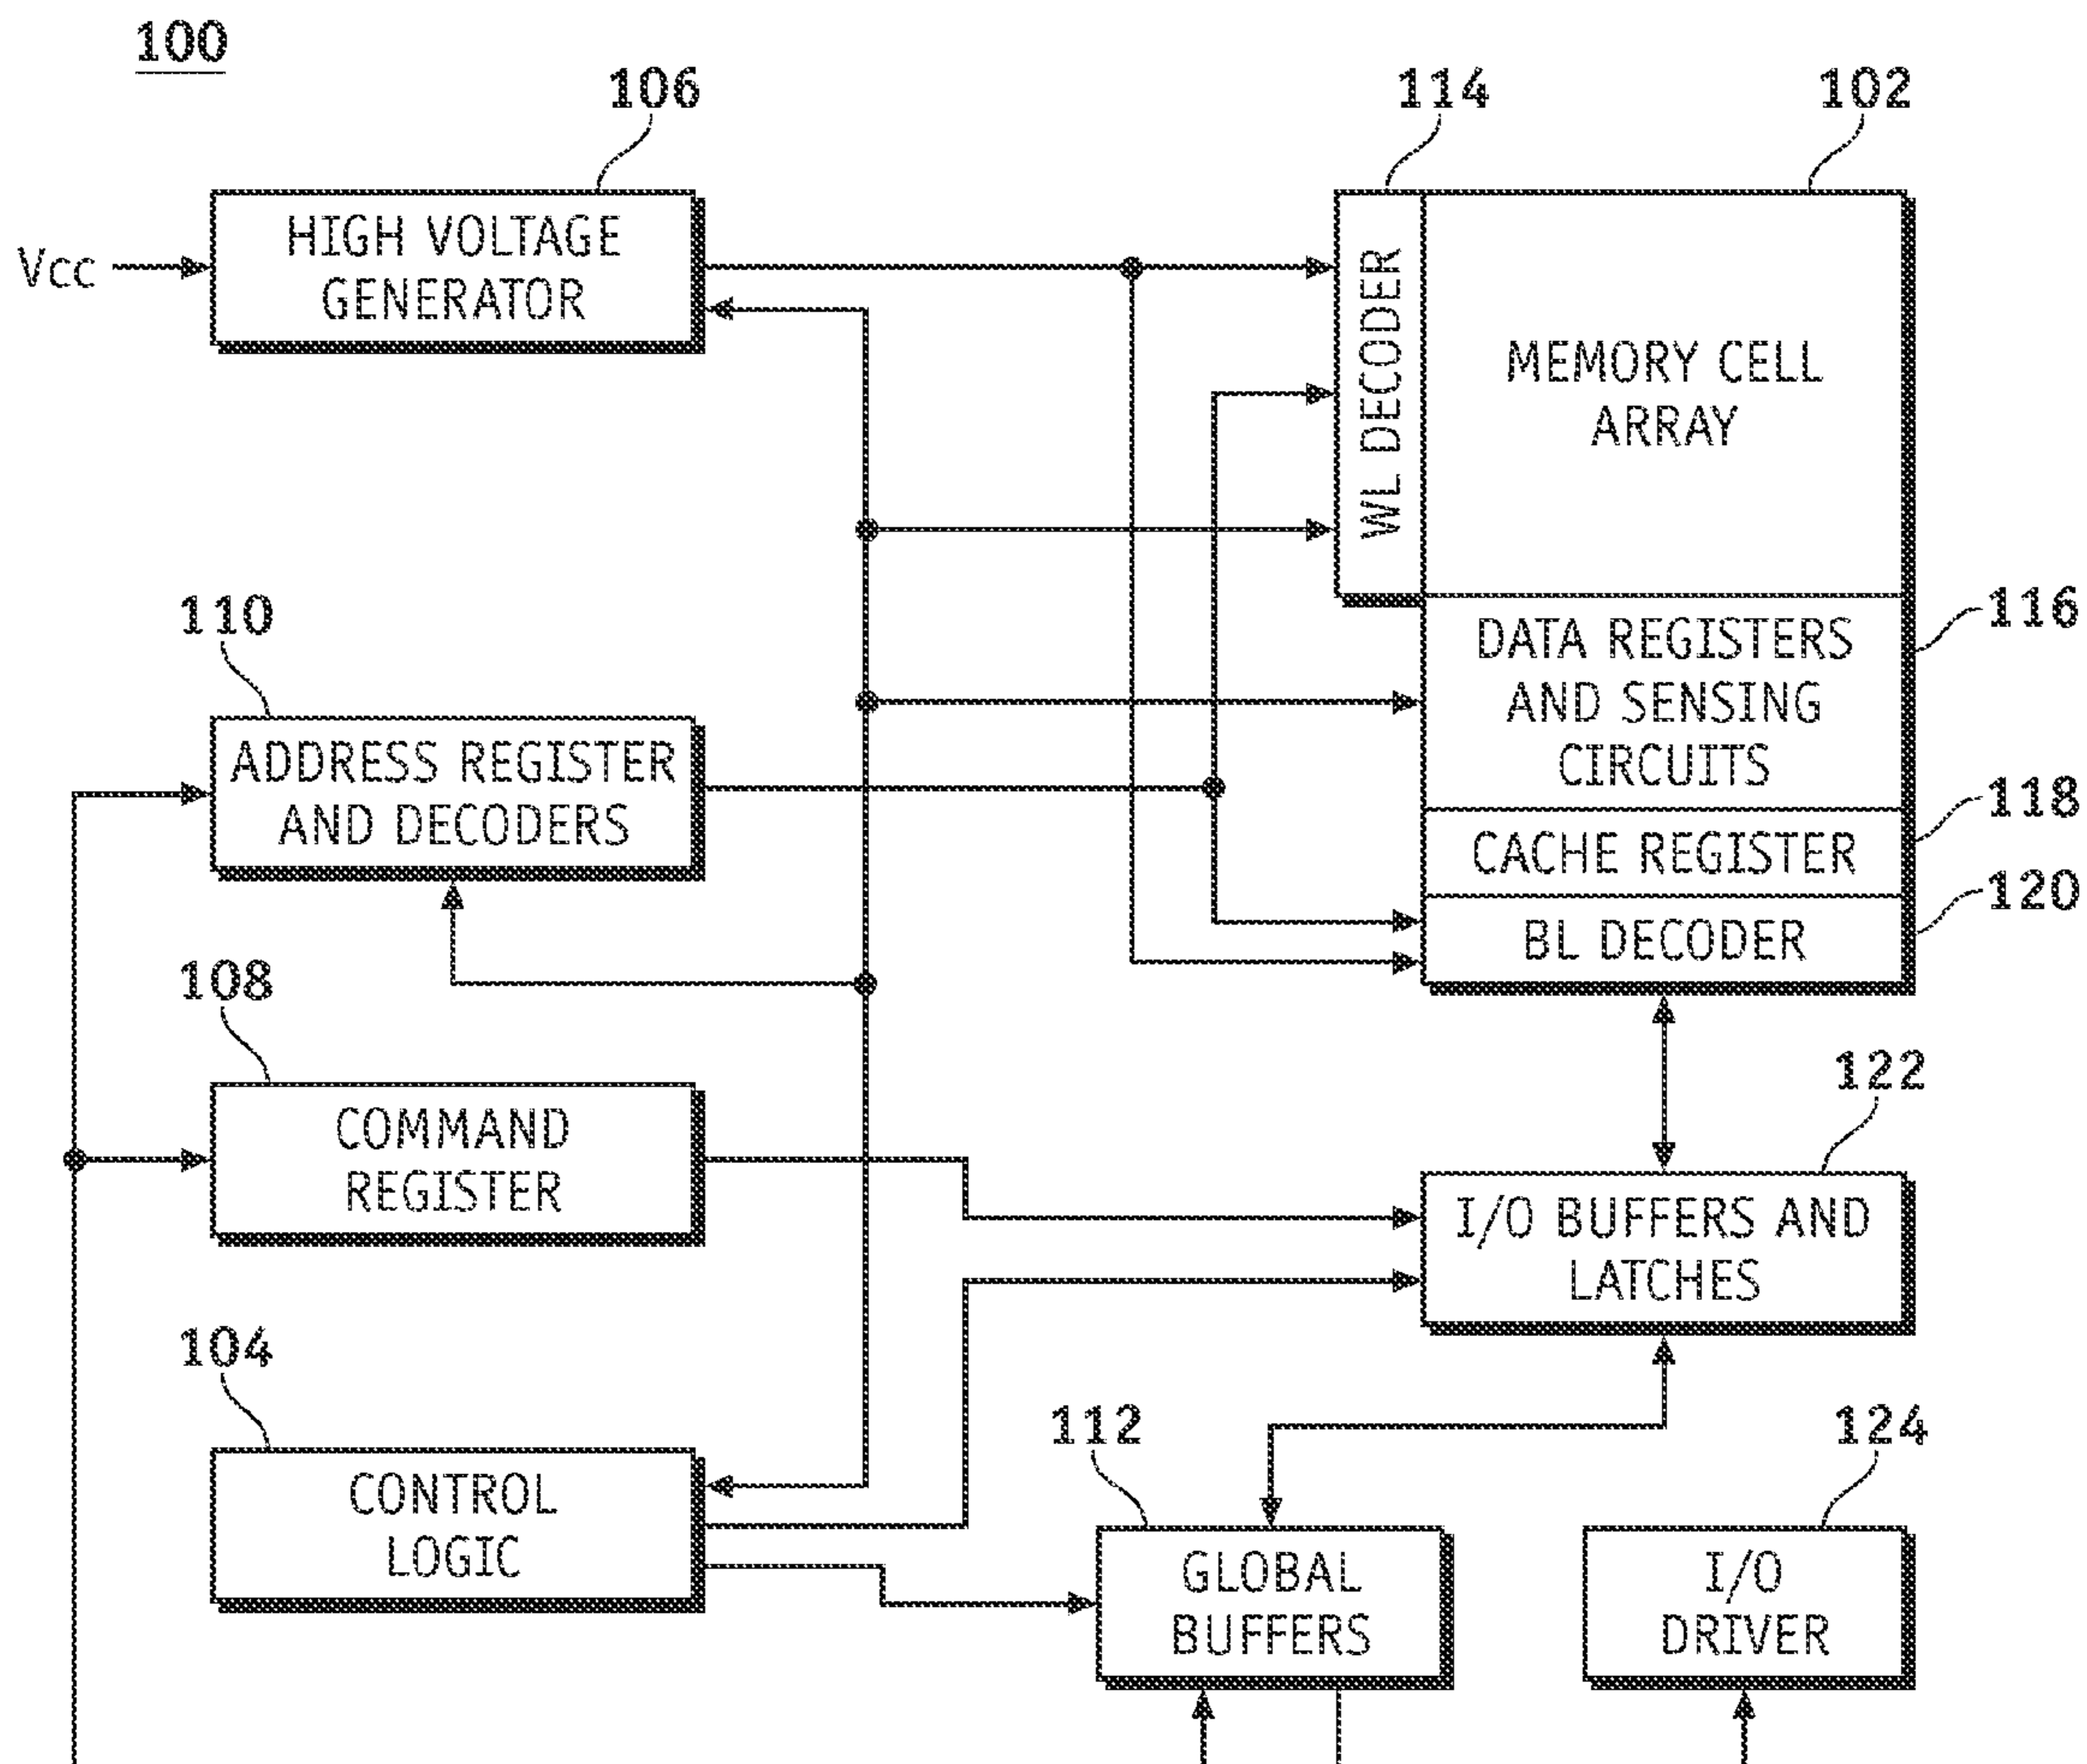 100
106
114
102
HIGH VOLTAGE
GENERATOR
Vcc
WL DECODER
MEMORY CELL
ARRAY
116
DATA REGISTERS
AND SENSING
CIRCUITS
110
ADDRESS REGISTER
AND DECODERS
118
CACHE REGISTER
120
BL DECODER
108
COMMAND
REGISTER
122
I/O BUFFERS AND
LATCHES
104
CONTROL
LOGIC
112
GLOBAL
BUFFERS
124
I/O
DRIVER